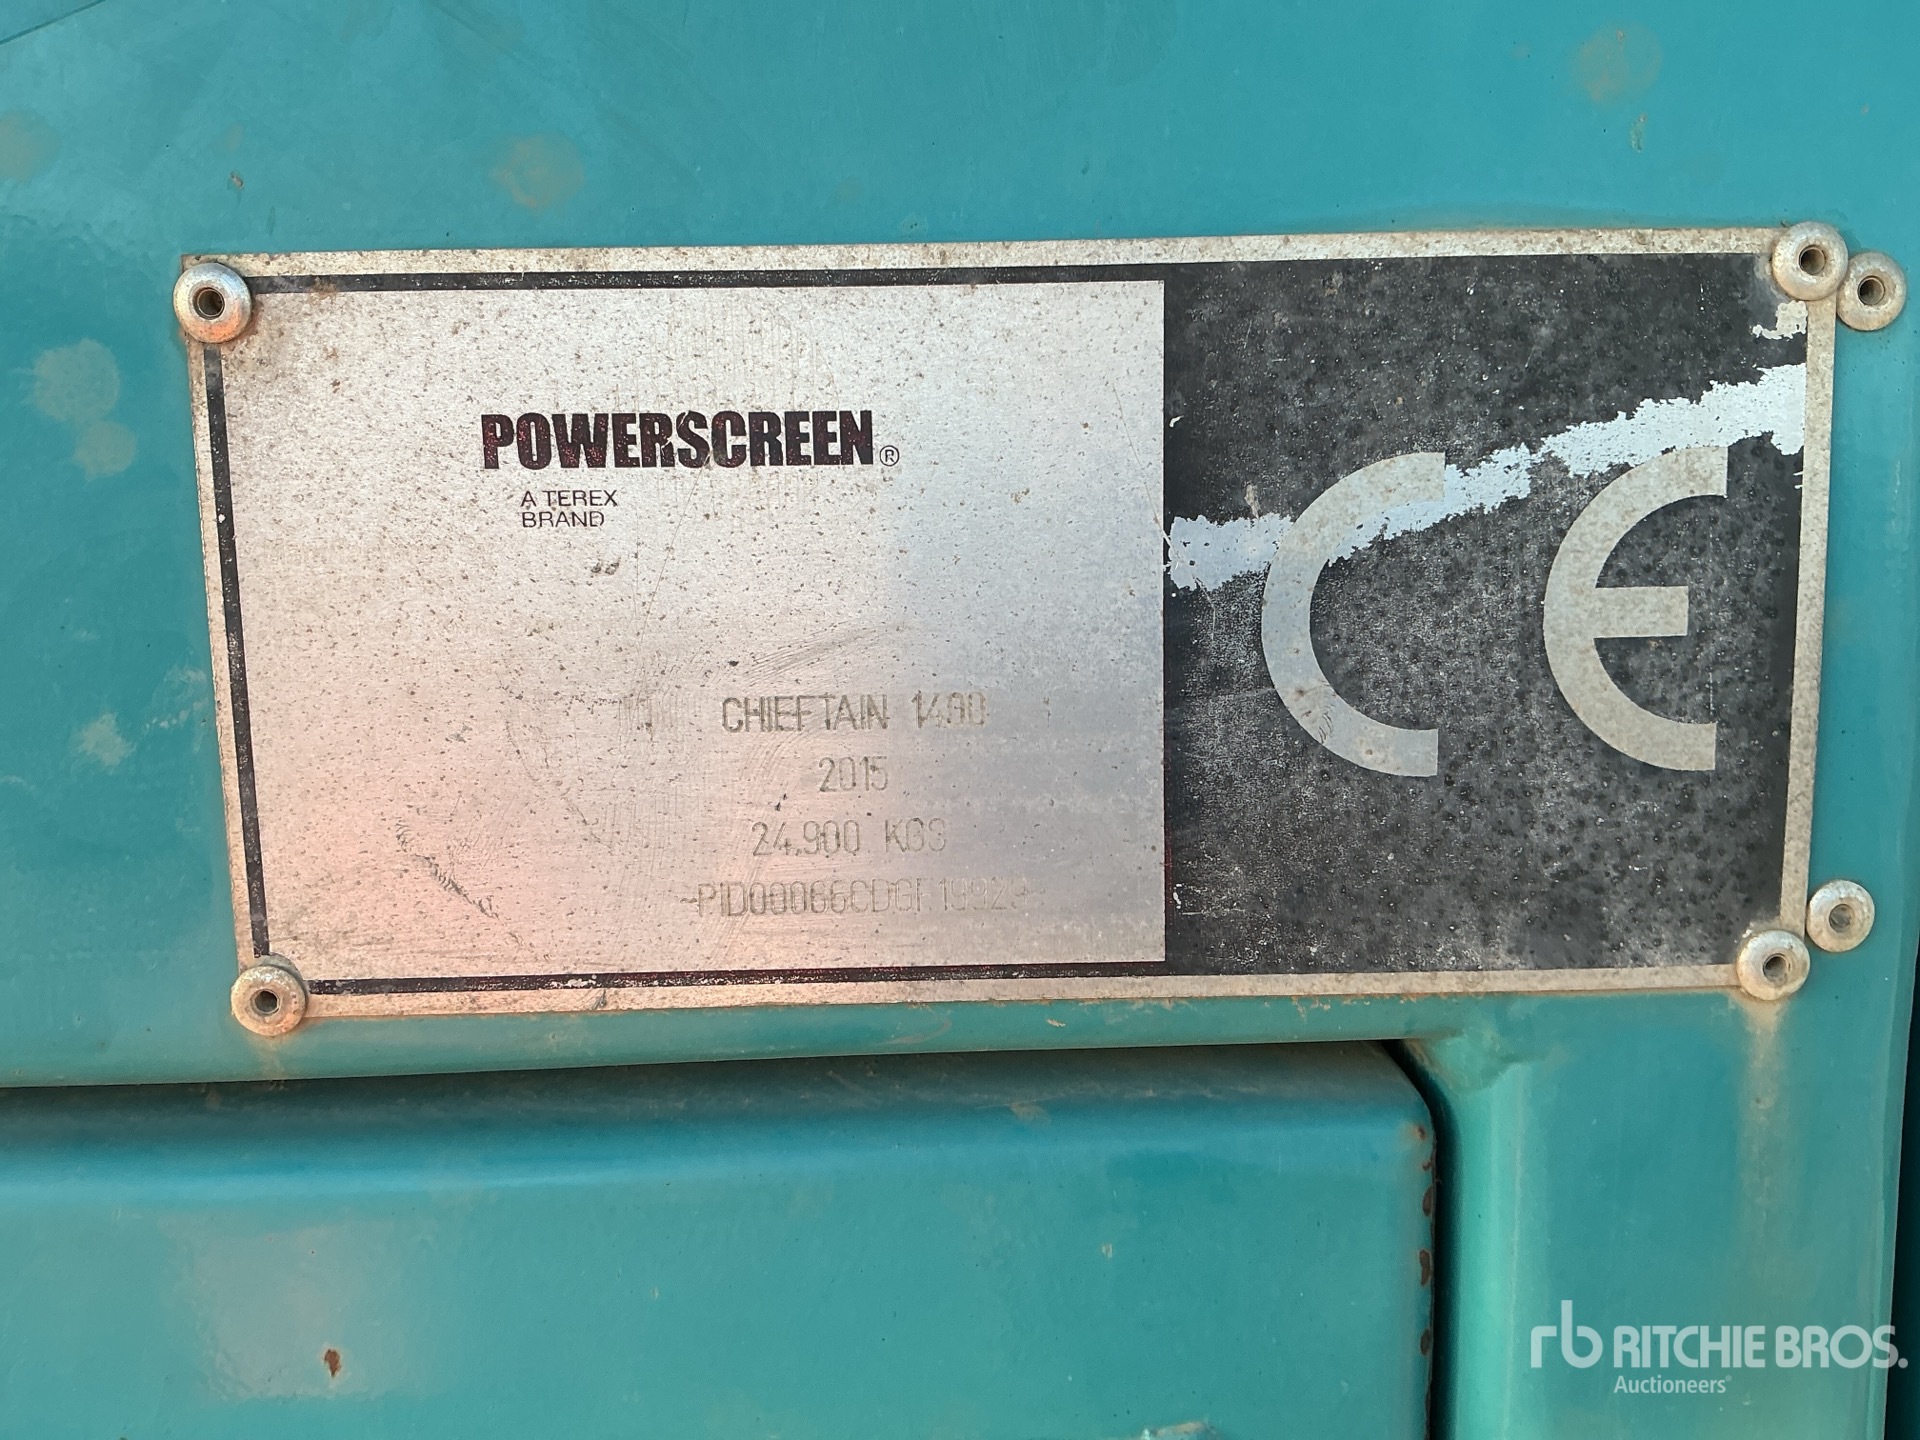 POWERSCREEN®
A TEREX
BRAND
CE
CHIEFTAIN 1400
2015
24,900 KGS
rb RITCHIE BROS.
Auctioneers